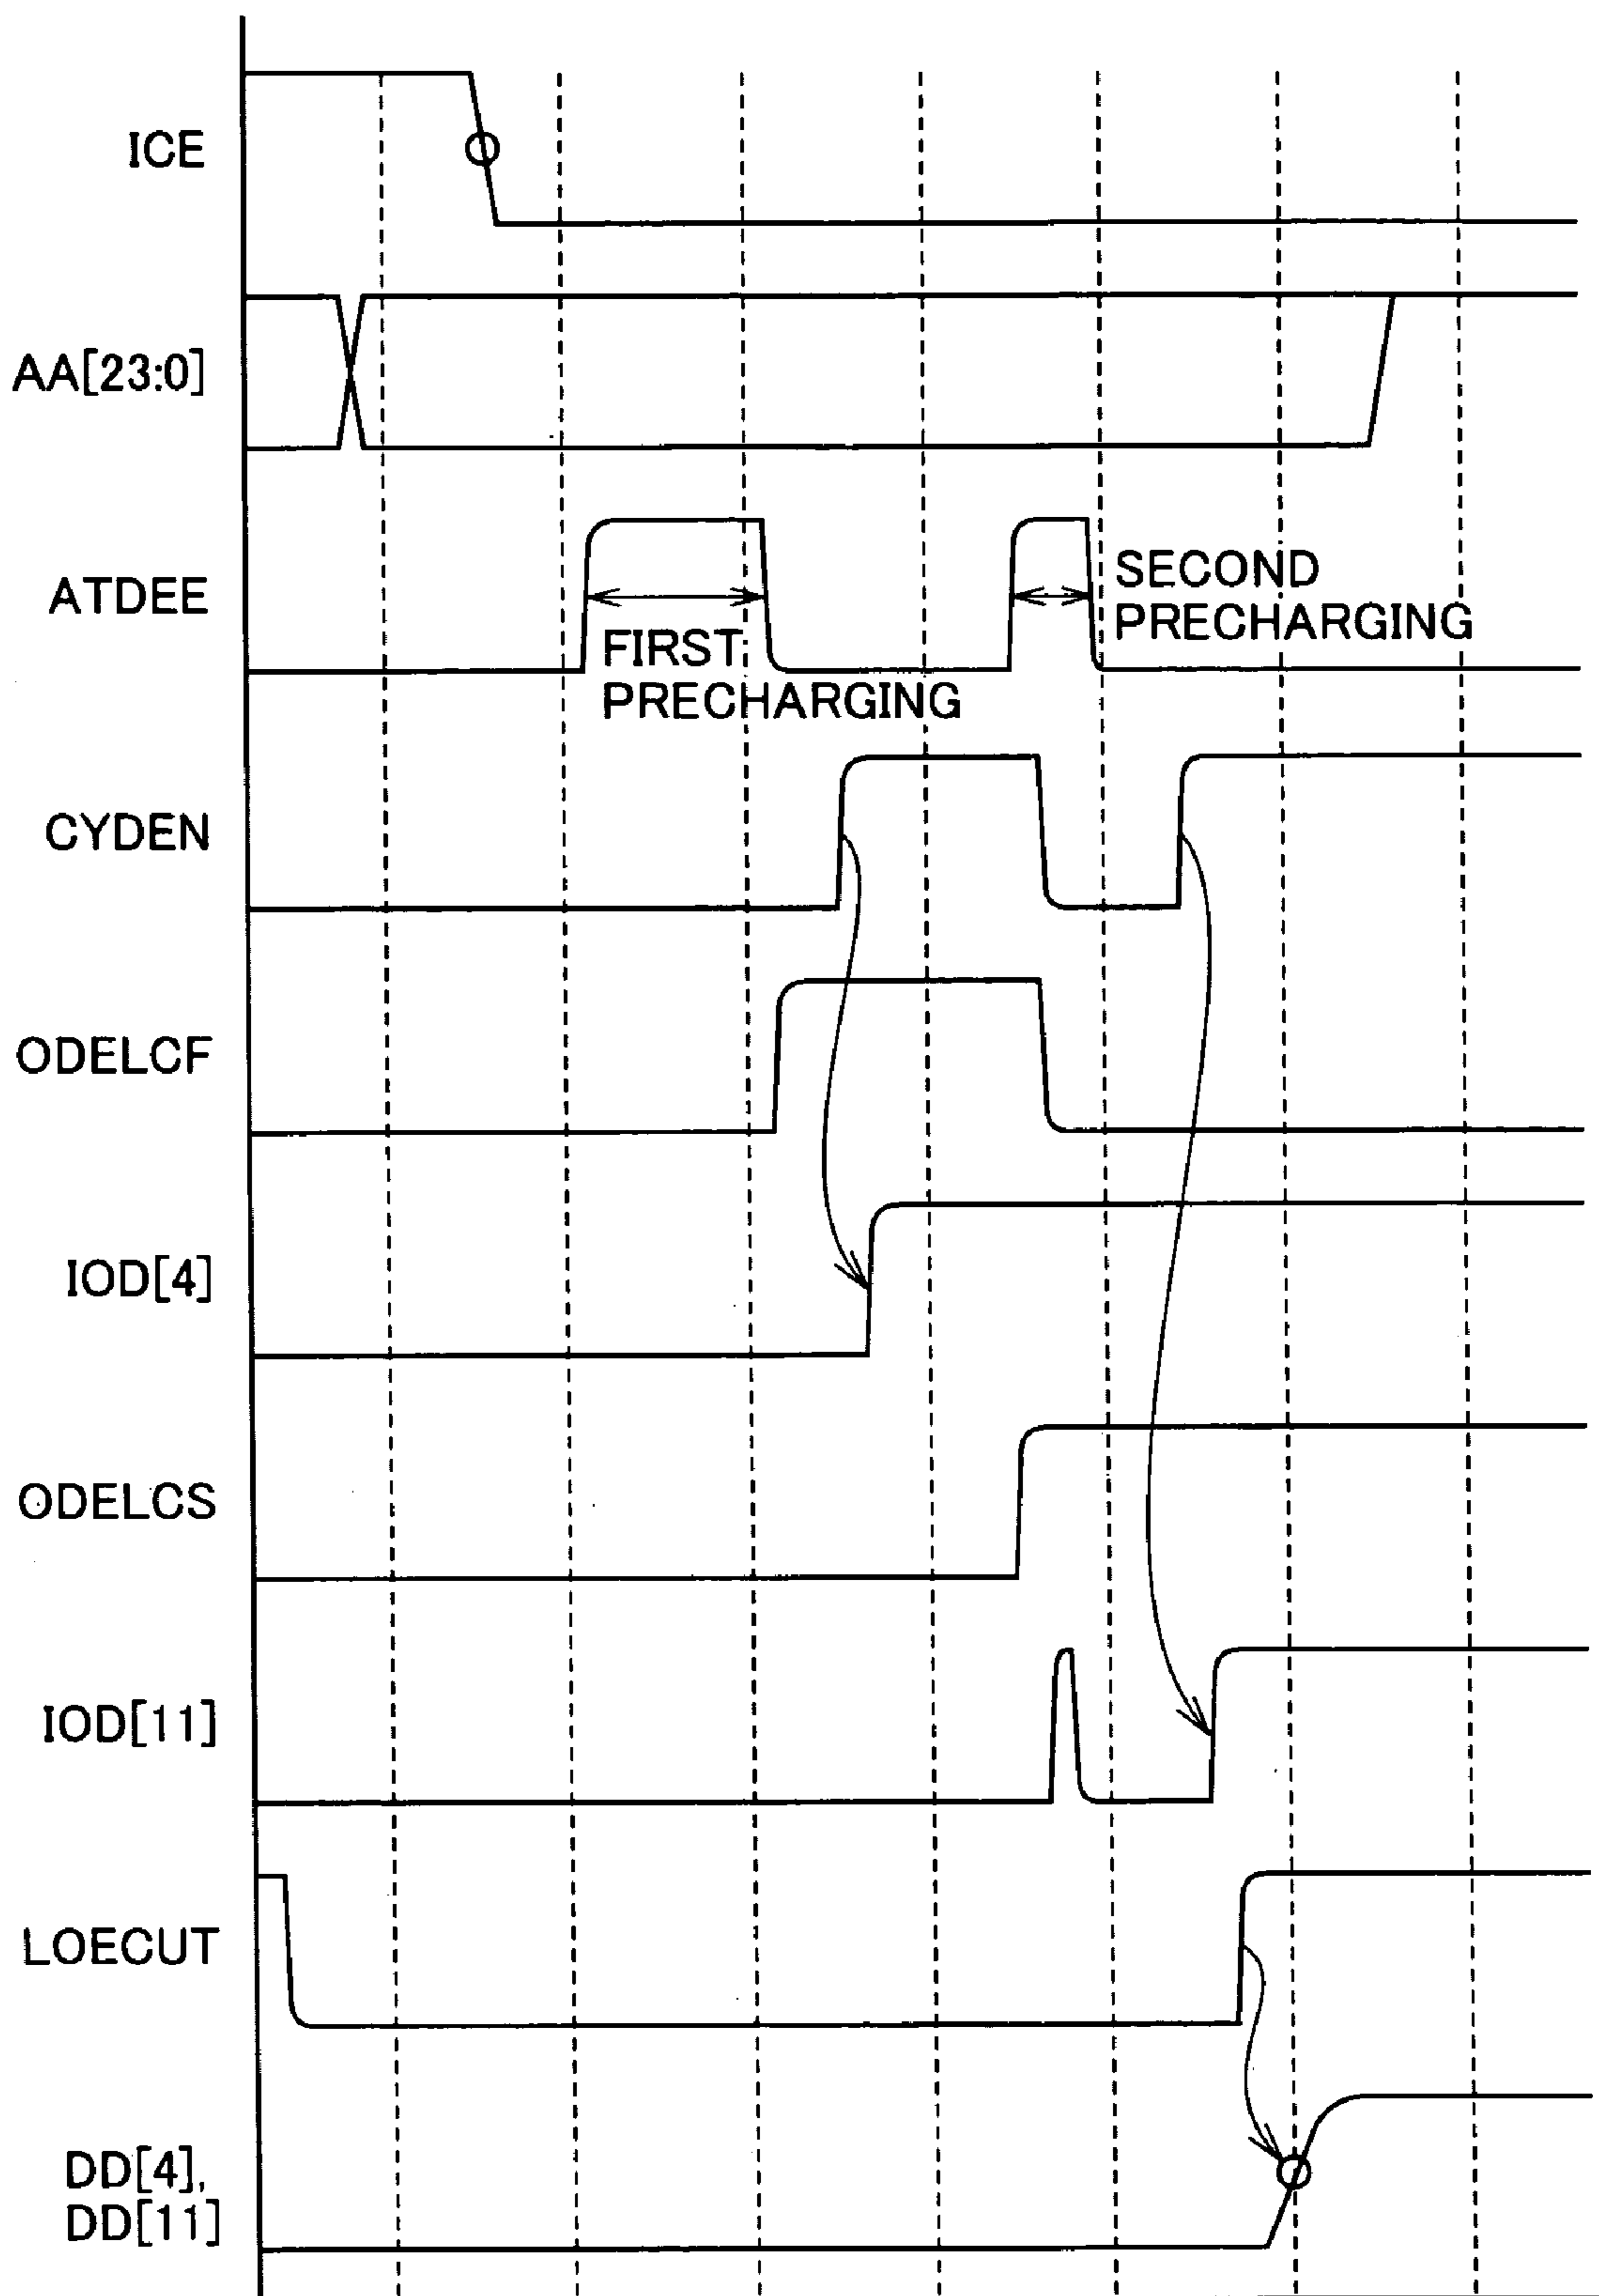 ICE
AA[23:0]
ATDEE
FIRST
PRECHARGING
SECOND
PRECHARGING
CYDEN
ODELCF
IOD[4]
ODELCS
IOD[11]
LOECUT
DD[4],
DD[11]